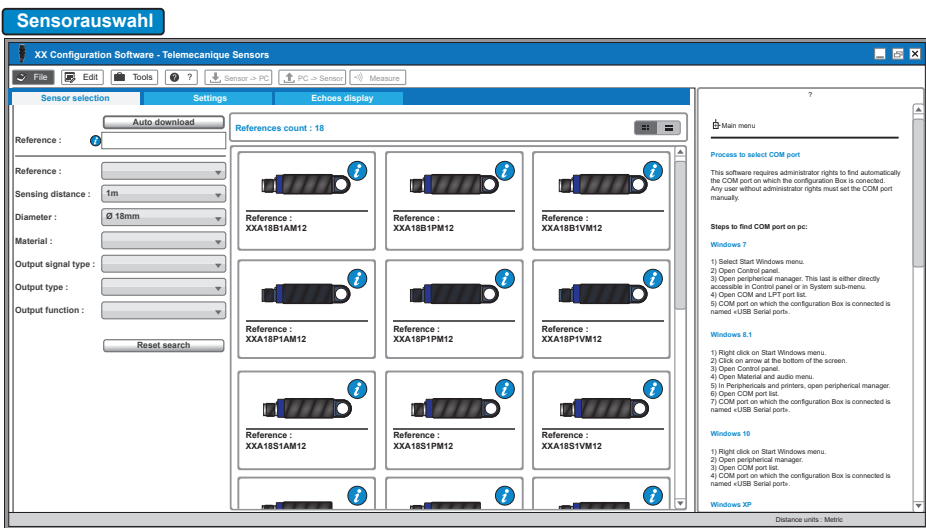 Sensorauswahl
XX Configuration Software - Telemecanique Sensors
File Edit Tools ? Sensor -> PC PC -> Sensor Measure
Sensor selection Settings Echoes display
Auto download
Reference :
Reference :
Sensing distance : 1m
Diameter : Ø 18mm
Material :
Output signal type :
Output type :
Output function :
Reset search
References count : 18
Reference :
XXA18B1AM12
Reference :
XXA18B1PM12
Reference :
XXA18B1VM12
Reference :
XXA18P1AM12
Reference :
XXA18P1PM12
Reference :
XXA18P1VM12
Reference :
XXA18S1AM12
Reference :
XXA18S1PM12
Reference :
XXA18S1VM12
?
Main menu
Process to select COM port
This software requires administrator rights to find automatically
the COM port on which the configuration Box is conected.
Any user without administrator rights must set the COM port
manually.
Steps to find COM port on pc:
Windows 7
1) Select Start Windows menu.
2) Open Control panel.
3) Open peripherical manager. This last is either directly
accessible in Control panel or in System sub-menu.
4) Open COM and LPT port list.
5) COM port on which the configuration Box is connected is
named «USB Serial port».
Windows 8.1
1) Right click on Start Windows menu.
2) Click on arrow at the bottom of the screen.
3) Open Control panel.
4) Open Material and audio menu.
5) In Periphericals and printers, open peripherical manager.
6) Open COM port list.
7) COM port on which the configuration Box is connected is
named «USB Serial port».
Windows 10
1) Right click on Start Windows menu.
2) Open peripherical manager.
3) Open COM port list.
4) COM port on which the configuration Box is connected is
named «USB Serial port».
Windows XP
Distance units : Metric